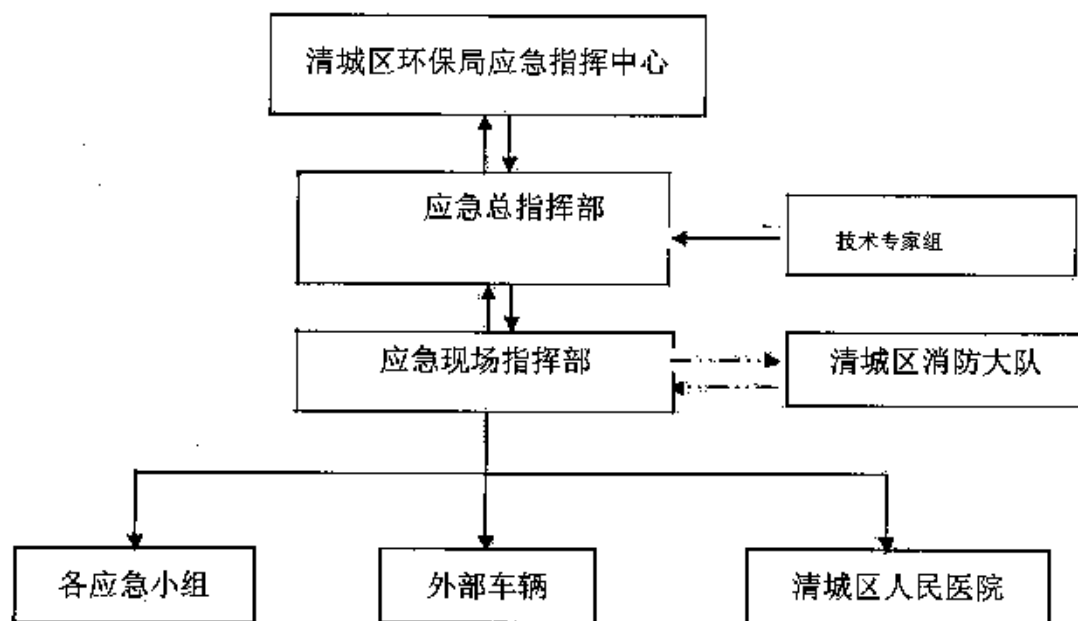 清城区环保局应急指挥中心
应急总指挥部
技术专家组
应急现场指挥部
清城区消防大队
各应急小组
外部车辆
清城区人民医院